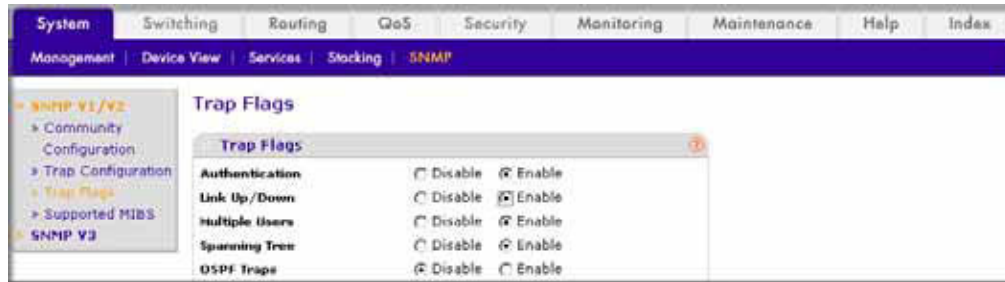 System Switching Routing QoS Security Monitoring Maintenance Help Index
Management | Device View | Services | Stacking | SNMP
SNMP V1/V2
» Community
Configuration
» Trap Configuration
» Trap Flags
» Supported MIBS
SNMP V3
Trap Flags
Trap Flags ?
Authentication Disable Enable
Link Up/Down Disable Enable
Multiple Users Disable Enable
Spanning Tree Disable Enable
OSPF Traps Disable Enable